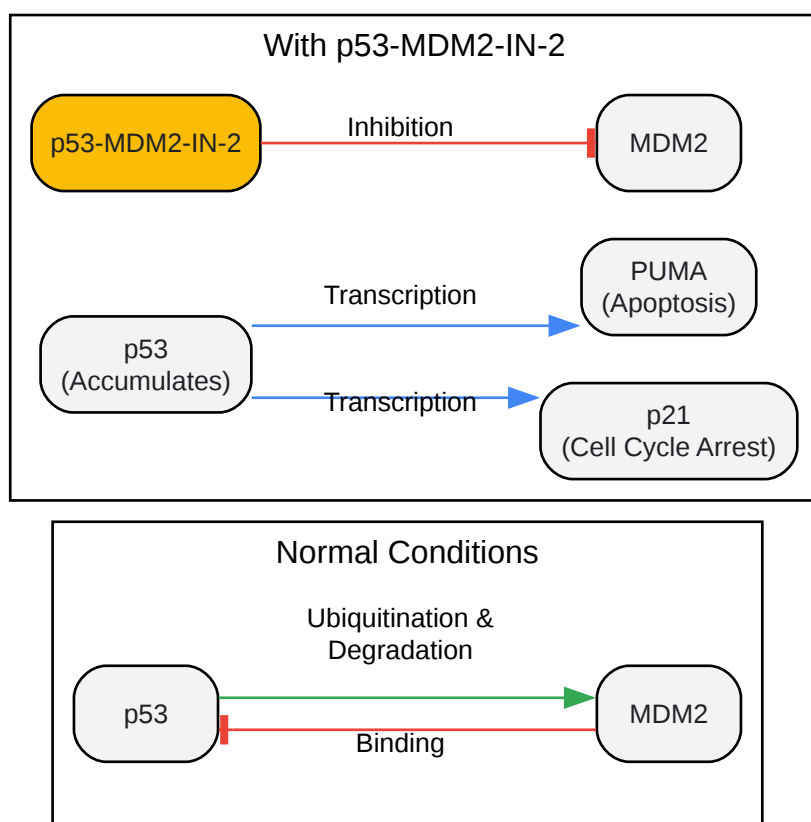 With p53-MDM2-IN-2
p53-MDM2-IN-2
Inhibition
MDM2
PUMA
(Apoptosis)
Transcription
p53
(Accumulates)
Transcription
p21
(Cell Cycle Arrest)
Normal Conditions
Ubiquitination &
Degradation
p53
MDM2
Binding